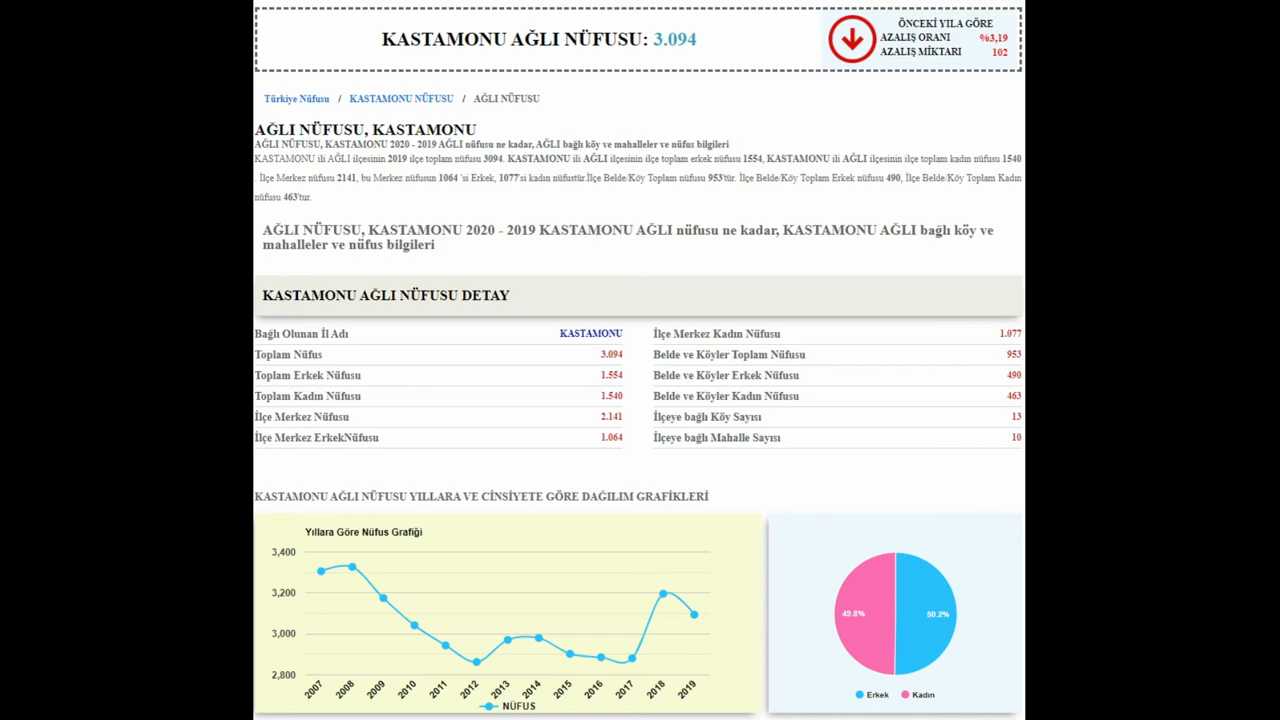 KASTAMONU AĞLI NÜFUSU: 3.094
ÖNCEKİ YILA GÖRE
AZALIŞ ORANI %3,19
AZALIŞ MİKTARI 102
Türkiye Nüfusu / KASTAMONU NÜFUSU / AĞLI NÜFUSU
AĞLI NÜFUSU, KASTAMONU
AĞLI NÜFUSU, KASTAMONU 2020 - 2019 AĞLI nüfusu ne kadar, AĞLI bağlı köy ve mahalleler ve nüfus bilgileri
KASTAMONU ili AĞLI ilçesinin 2019 ilçe toplam nüfusu 3094. KASTAMONU ili AĞLI ilçesinin ilçe toplam erkek nüfusu 1554, KASTAMONU ili AĞLI ilçesinin ilçe toplam kadın nüfusu 1540
. İlçe Merkez nüfusu 2141, bu Merkez nüfusun 1064 'si Erkek, 1077'si kadın nüfustür.İlçe Belde/Köy Toplam nüfusu 953'tür. İlçe Belde/Köy Toplam Erkek nüfusu 490, İlçe Belde/Köy Toplam Kadın
nüfusu 463'tur.
AĞLI NÜFUSU, KASTAMONU 2020 - 2019 KASTAMONU AĞLI nüfusu ne kadar, KASTAMONU AĞLI bağlı köy ve
mahalleler ve nüfus bilgileri
KASTAMONU AĞLI NÜFUSU DETAY
Bağlı Olunan İl Adı KASTAMONU
Toplam Nüfus 3.094
Toplam Erkek Nüfusu 1.554
Toplam Kadın Nüfusu 1.540
İlçe Merkez Nüfusu 2.141
İlçe Merkez ErkekNüfusu 1.064
İlçe Merkez Kadın Nüfusu 1.077
Belde ve Köyler Toplam Nüfusu 953
Belde ve Köyler Erkek Nüfusu 490
Belde ve Köyler Kadın Nüfusu 463
İlçeye bağlı Köy Sayısı 13
İlçeye bağlı Mahalle Sayısı 10
KASTAMONU AĞLI NÜFUSU YILLARA VE CİNSİYETE GÖRE DAĞILIM GRAFİKLERİ
Yıllara Göre Nüfus Grafiği
3,400
3,200
3,000
2,800
2007 2008 2009 2010 2011 2012 2013 2014 2015 2016 2017 2018 2019
NÜFUS
49.8% 50.2%
Erkek Kadın